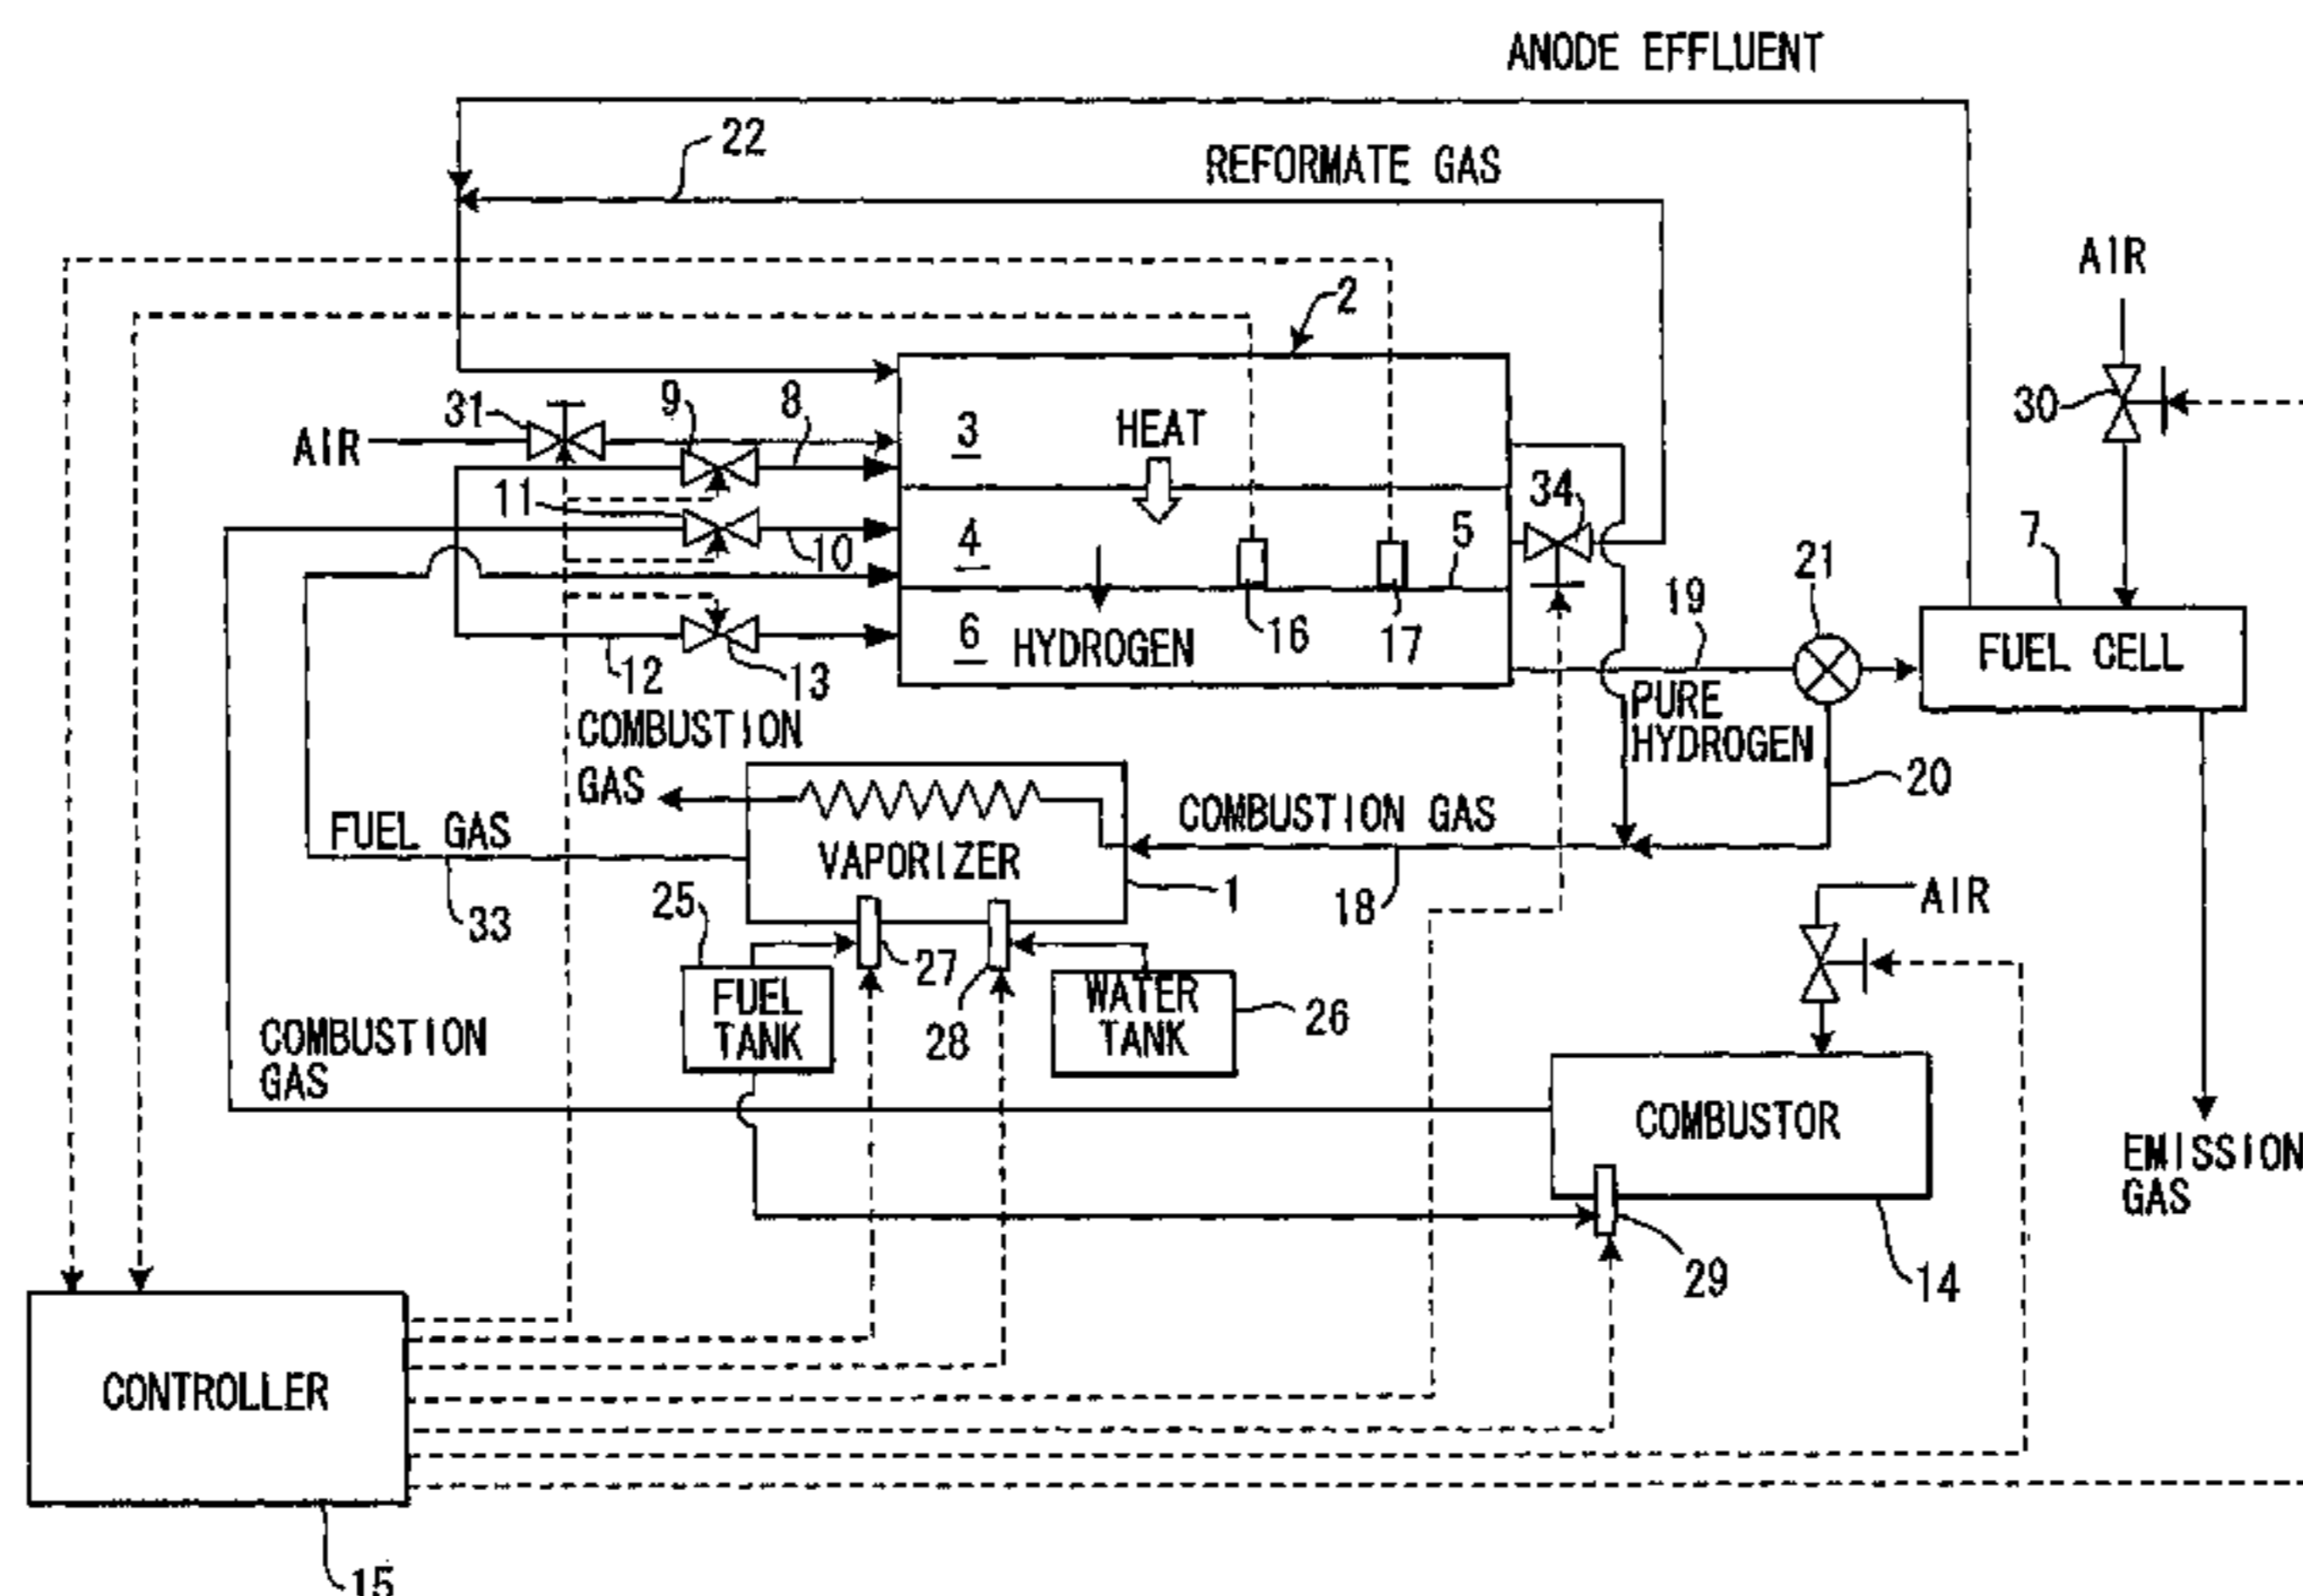 ANODE EFFLUENT
22
REFORMATE GAS
AIR
2
31
9
8
30
AIR
3
HEAT
11
34
4
5
7
10
21
19
16
17
6
HYDROGEN
FUEL CELL
12
13
PURE
HYDROGEN
COMBUSTION
GAS
20
COMBUSTION GAS
FUEL GAS
VAPORIZER
25
1
18
33
AIR
27
FUEL
TANK
28
WATER
TANK
26
COMBUSTION
GAS
COMBUSTOR
EMISSION
GAS
29
14
CONTROLLER
15